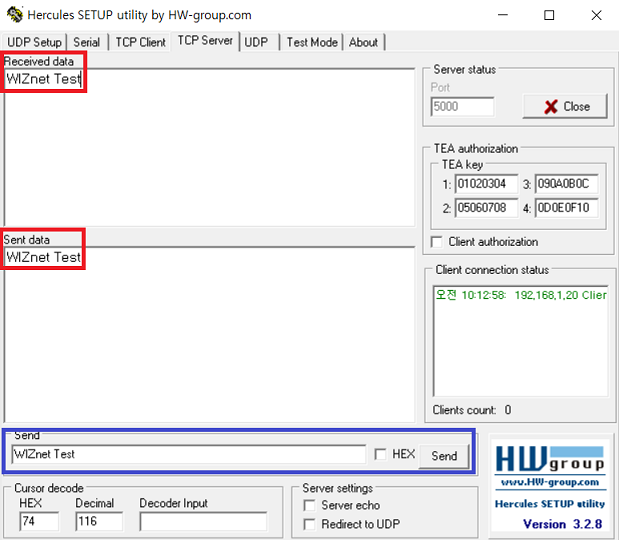 Hercules SETUP utility by HW-group.com
UDP Setup Serial TCP Client TCP Server UDP Test Mode About
Received data
WIZnet Test
Sent data
WIZnet Test
Server status
Port
5000
Close
TEA authorization
TEA key
1: 01020304 3: 090A0B0C
2: 05060708 4: 0D0E0F10
Client authorization
Client connection status
오전 10:12:58: 192,168,1,20 Clier
Clients count: 0
Send
WIZnet Test HEX Send
Cursor decode
HEX Decimal Decoder Input
74 116
Server settings
Server echo
Redirect to UDP
HWgroup
www.HW-group.com
Hercules SETUP utility
Version 3.2.8